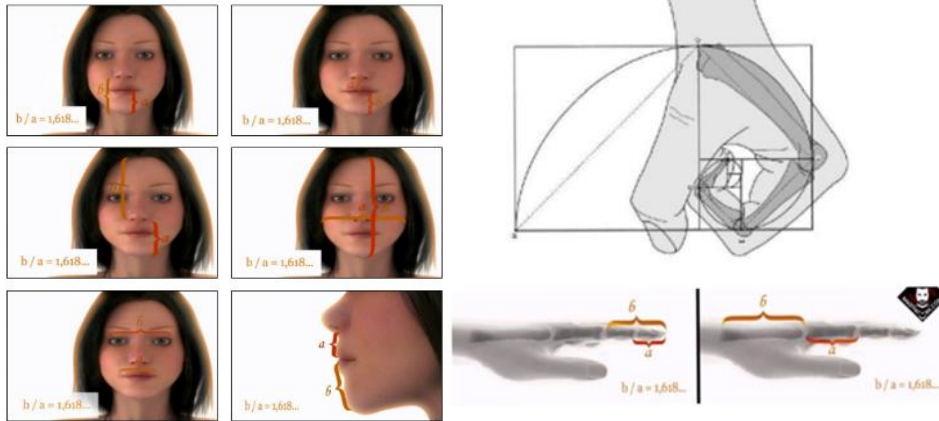 b
a
b / a = 1,618...
a
b / a = 1,618...
a
b / a = 1,618...
a
b / a = 1,618...
b
b / a = 1,618...
a
b
b / a = 1,618...
b
a
b / a = 1,618...
b
a
b / a = 1,618...